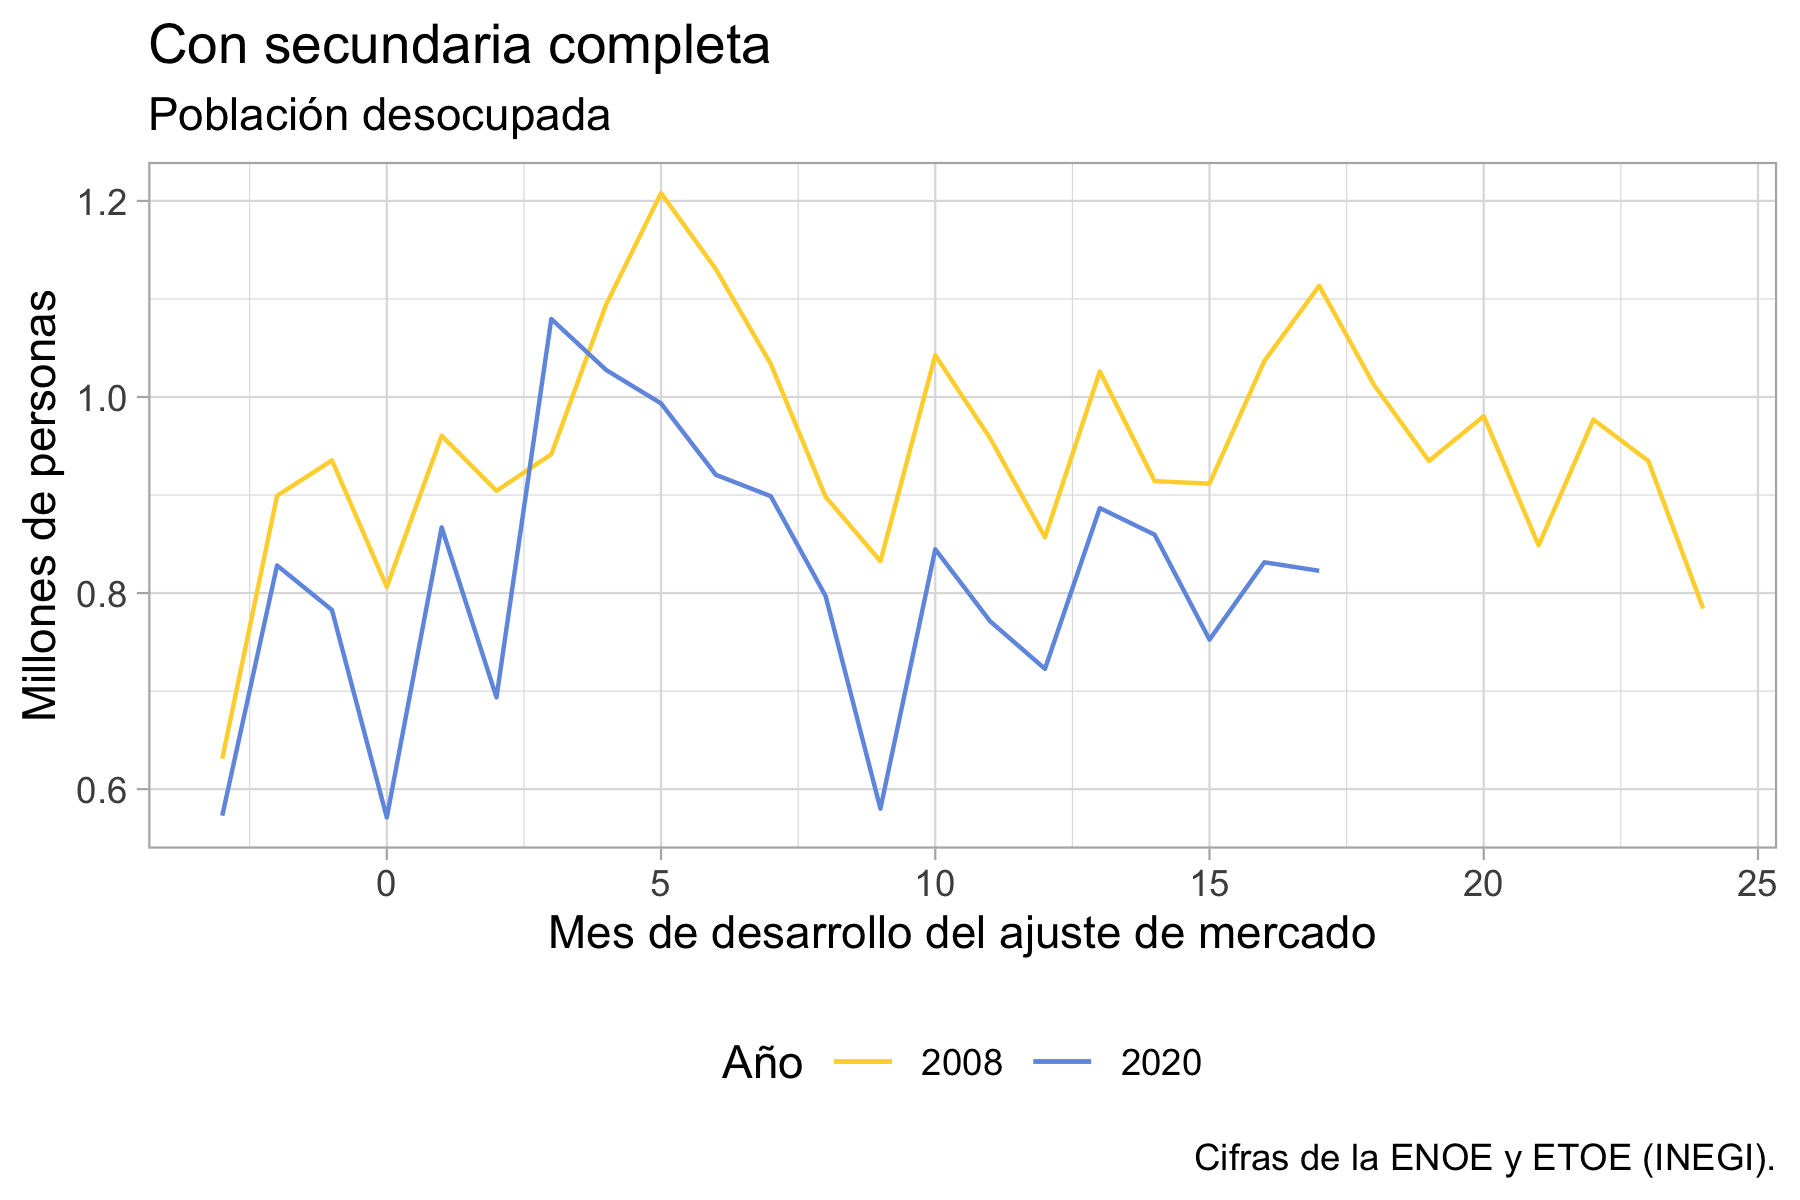 Con secundaria completa
Población desocupada
Millones de personas
1.2
1.0
0.8
0.6
0 5 10 15 20 25
Mes de desarrollo del ajuste de mercado
Año 2008 2020
Cifras de la ENOE y ETOE (INEGI).